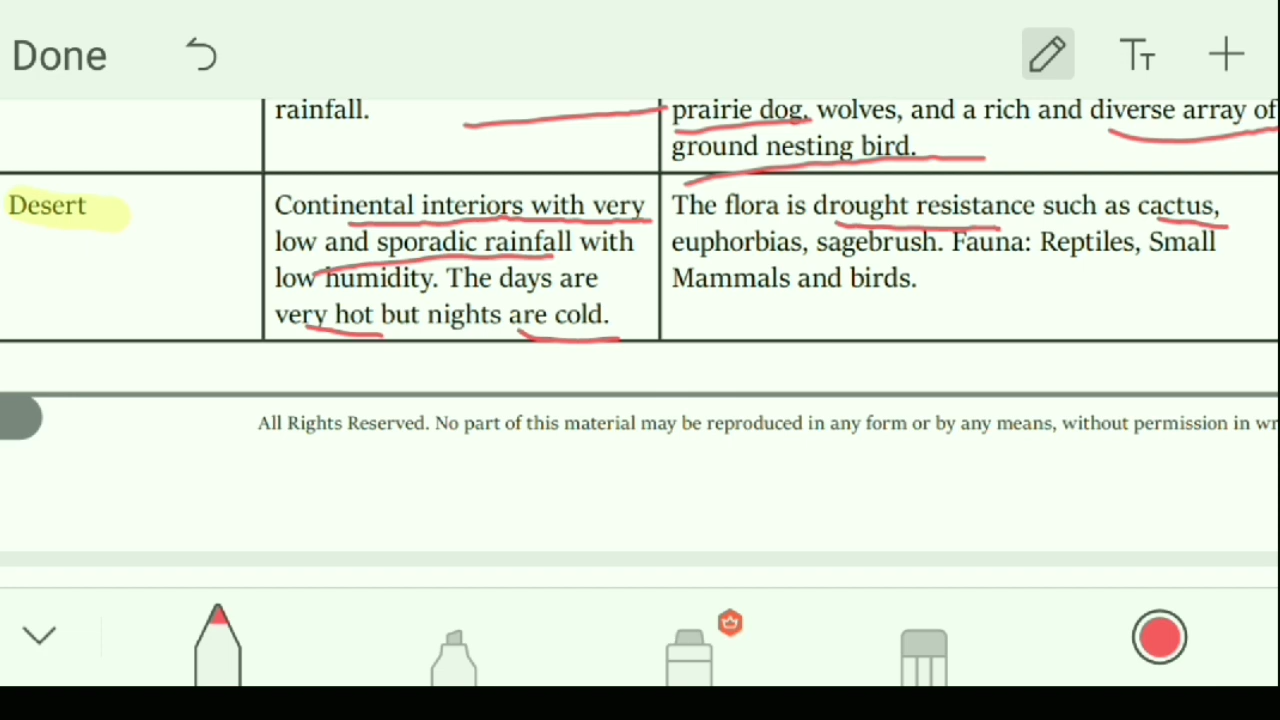 Done
rainfall.
prairie dog, wolves, and a rich and diverse array of
ground nesting bird.
Desert
Continental interiors with very
low and sporadic rainfall with
low humidity. The days are
very hot but nights are cold.
The flora is drought resistance such as cactus,
euphorbias, sagebrush. Fauna: Reptiles, Small
Mammals and birds.
All Rights Reserved. No part of this material may be reproduced in any form or by any means, without permission in